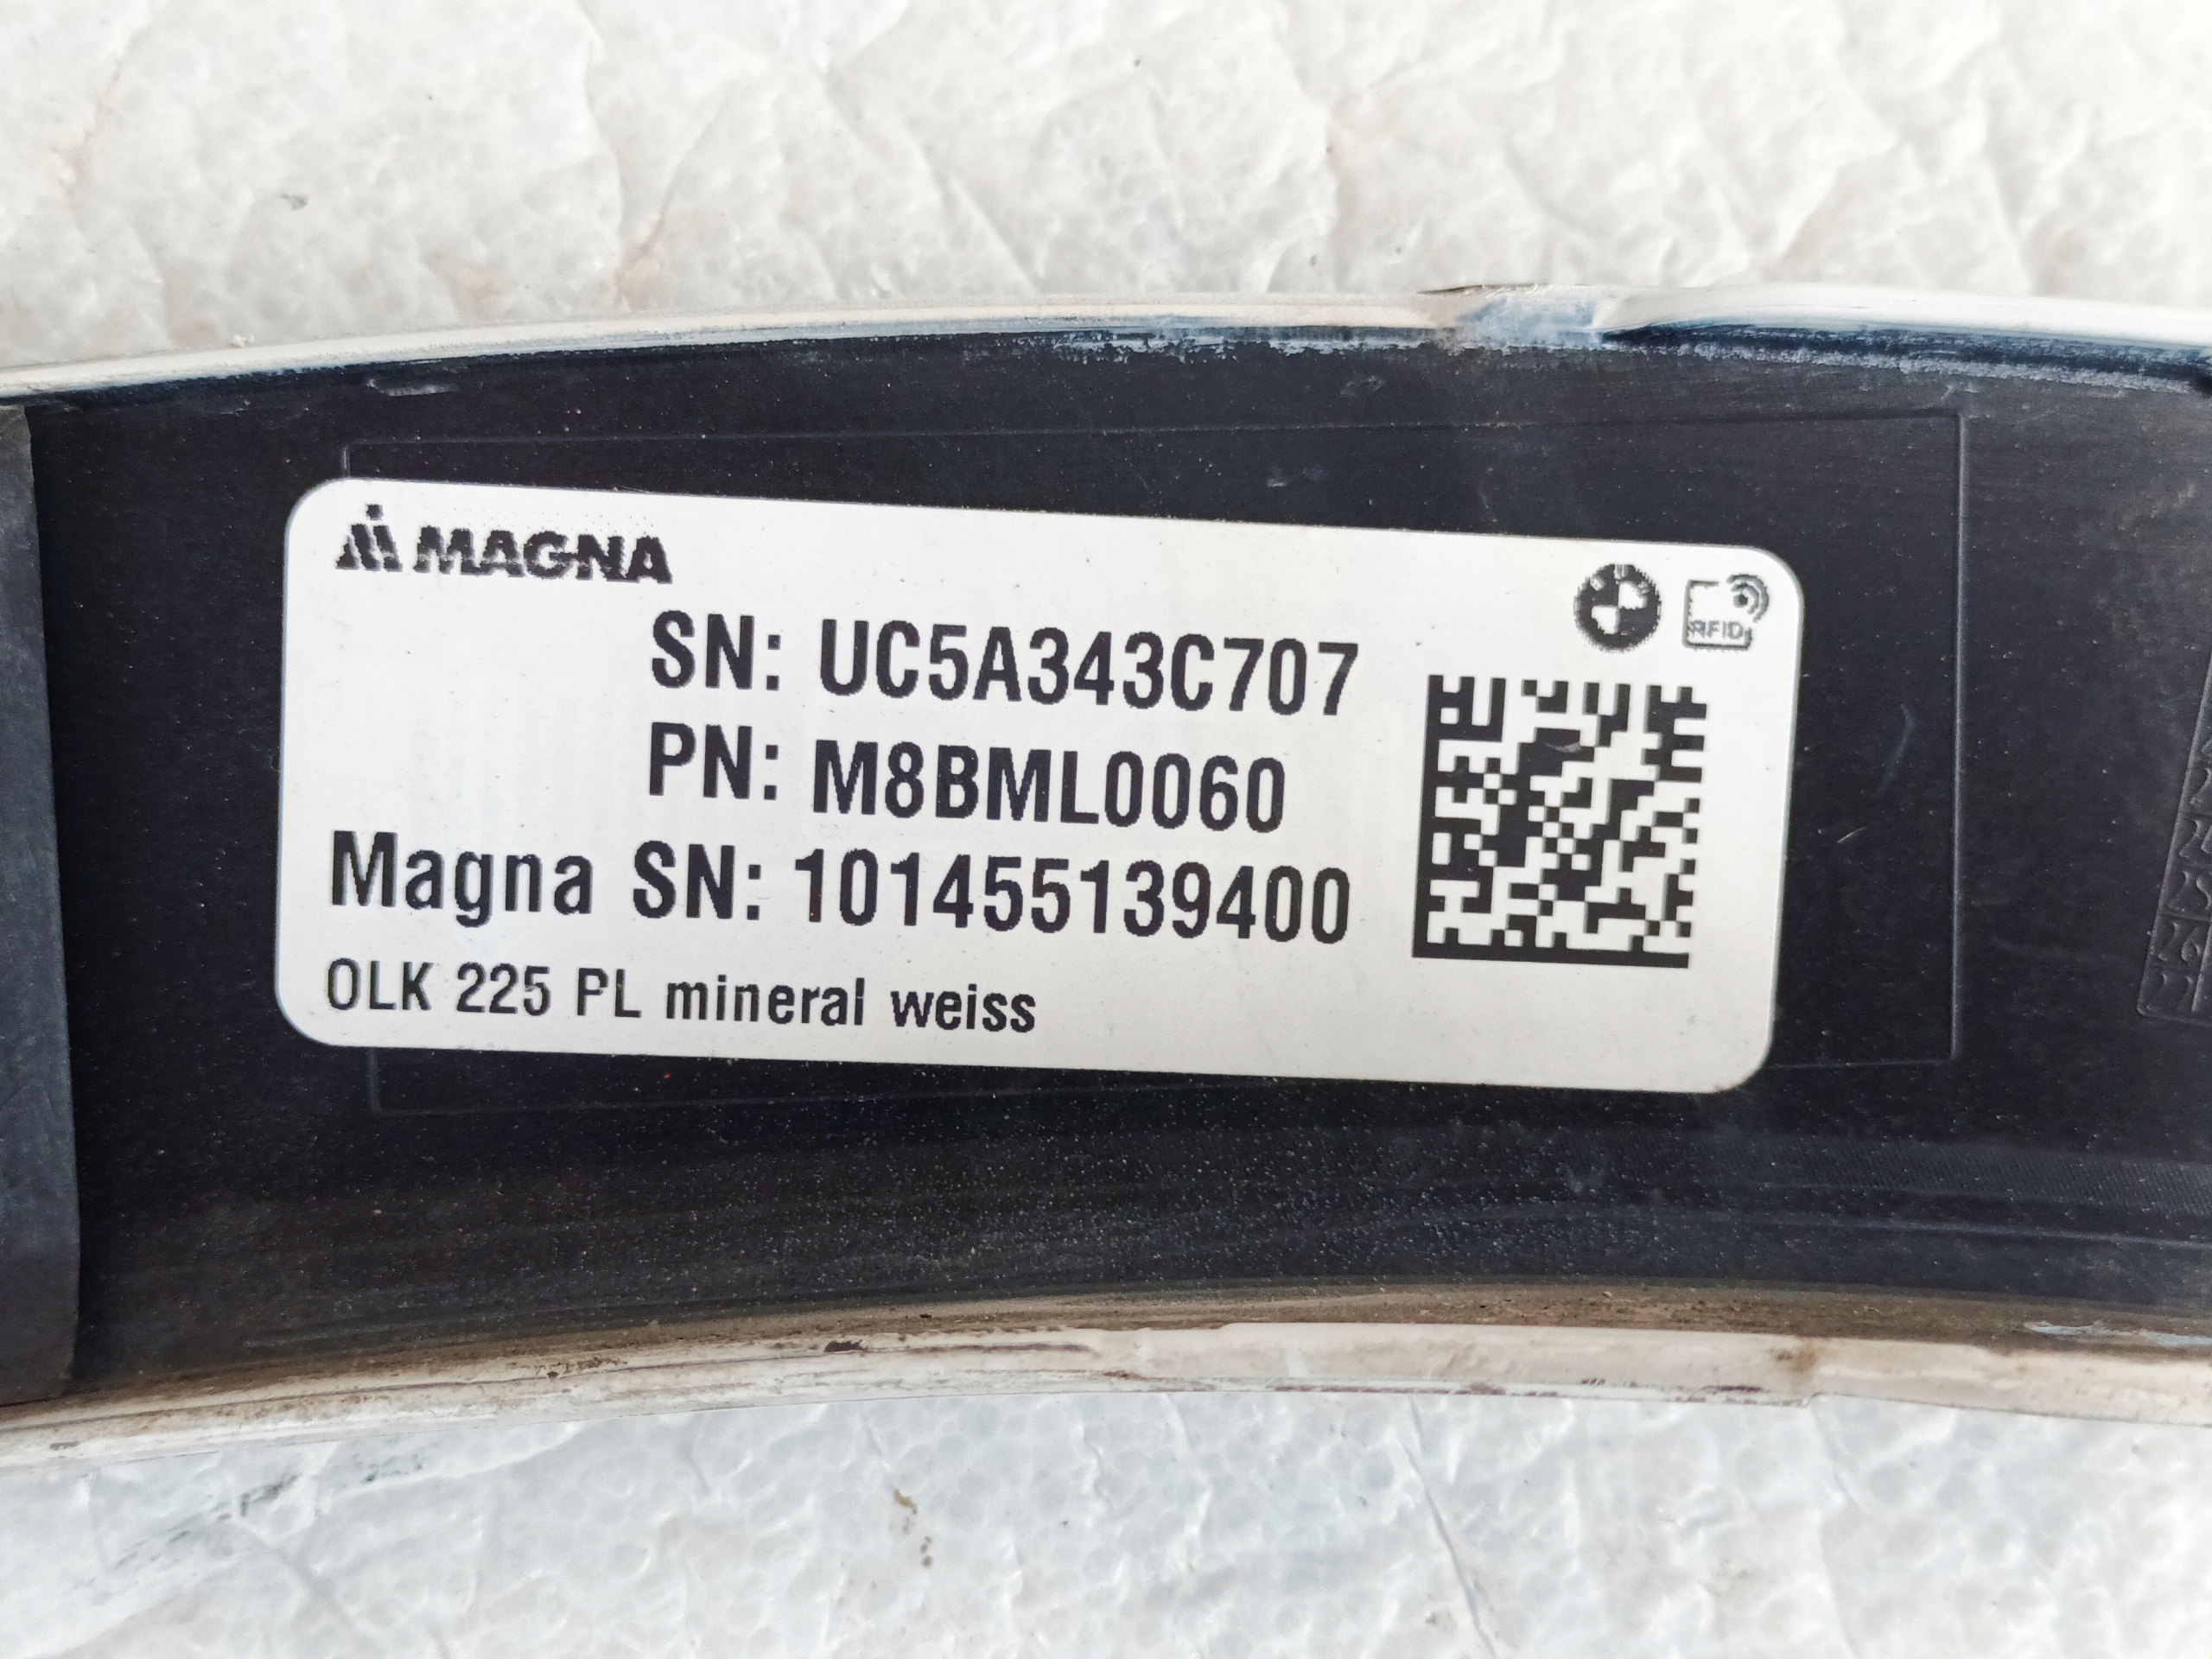 MAGNA
RFID
SN: UC5A343C707
PN: M8BML0060
Magna SN: 101455139400
OLK 225 PL mineral weiss